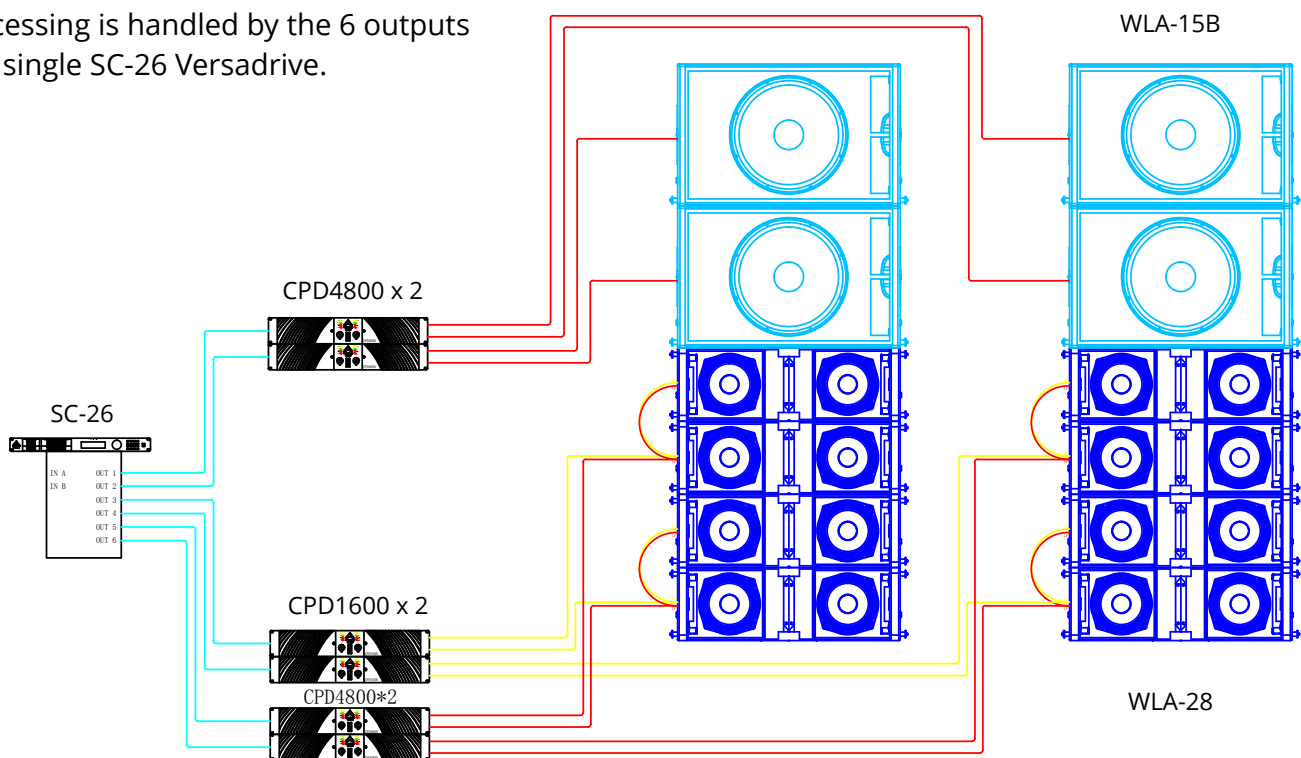 cessing is handled by the 6 outputs
single SC-26 Versadrive.
WLA-15B
CPD4800 x 2
SC-26
IN A OUT 1
IN B OUT 2
OUT 3
OUT 4
OUT 5
OUT 6
CPD1600 x 2
CPD4800*2
WLA-28